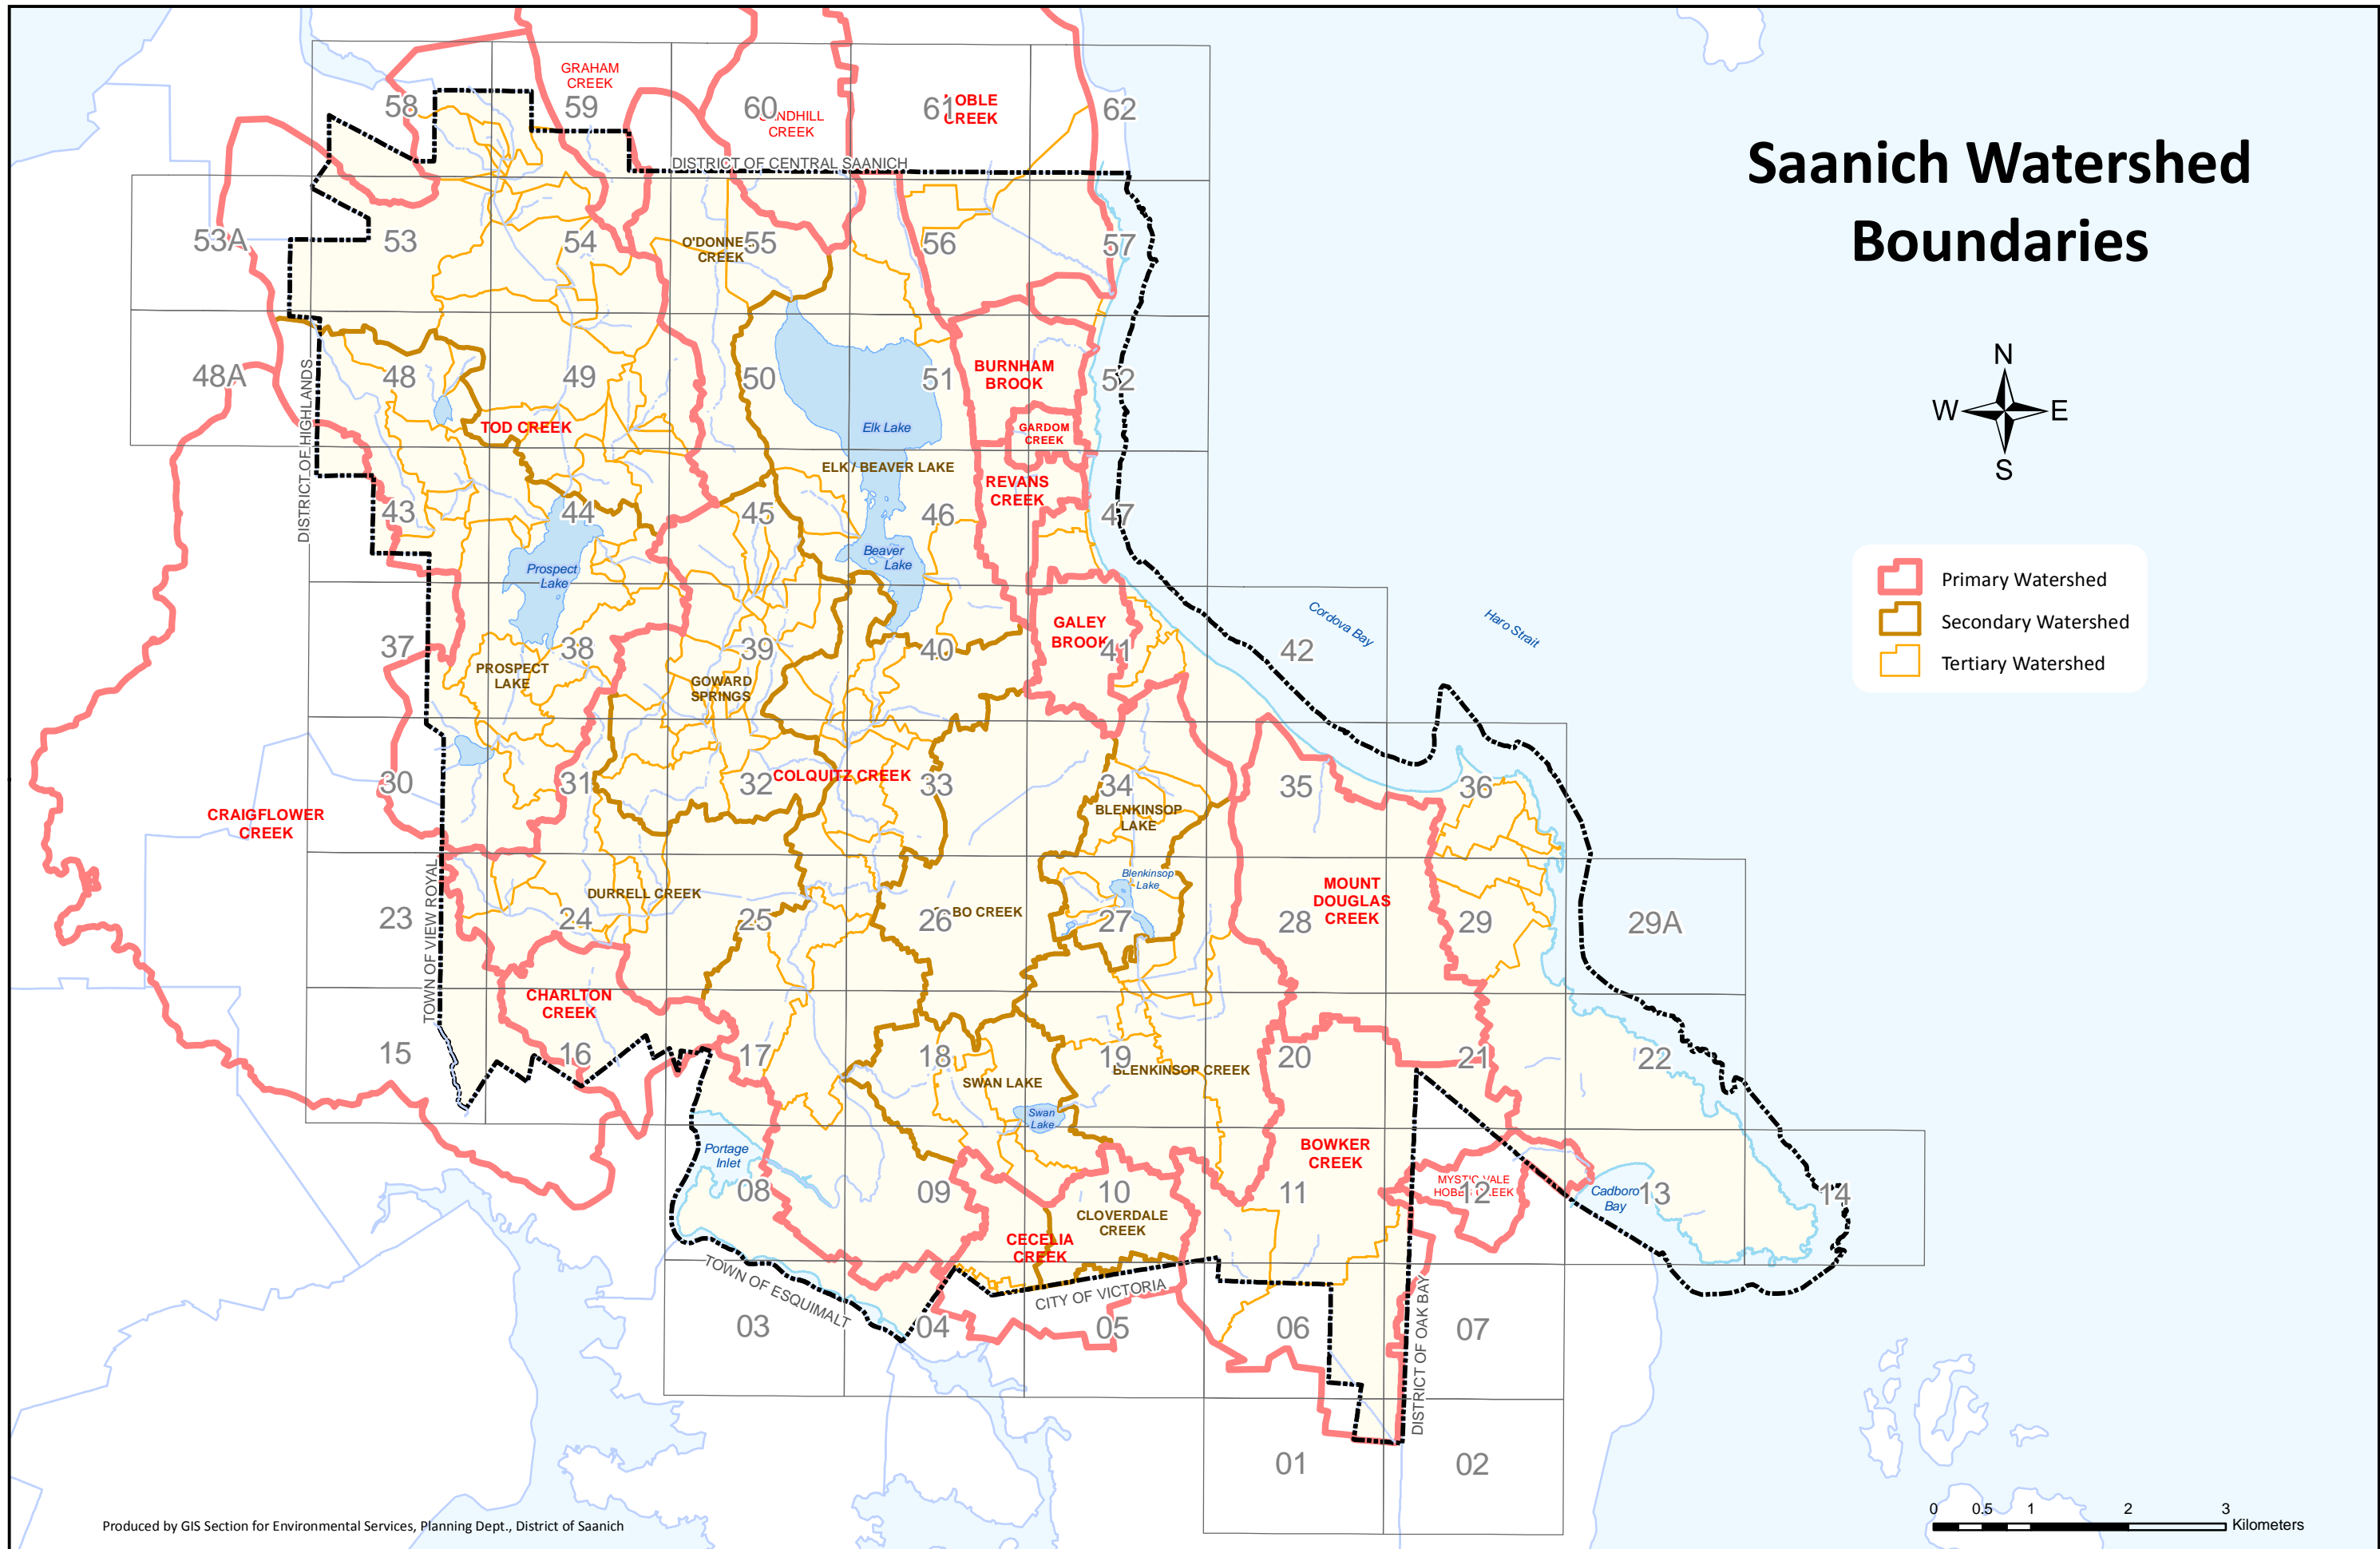 Saanich Watershed
Boundaries
GRAHAM
CREEK
58
59
60
CREEK
61
CREEK
62
DISTRICT OF CENTRAL SAANICH
53A
53
54
CREEK
55
56
57
48A
48
49
50
51
52
BURNHAM
BROOK
TOD CREEK
Elk Lake
GARDOM
CREEK
DISTRICT OF HIGHLANDS
ELK / BEAVER LAKE
REVANS
CREEK
43
44
45
46
47
Prospect
Lake
Beaver
Lake
37
38
39
40
41
42
GALEY
BROOK
Cordova Bay
Haro Strait
PROSPECT
LAKE
GOWARD
SPRINGS
30
31
32
33
34
35
36
COLQUITZ CREEK
CRAIGFLOWER
CREEK
BLENKINSOP
LAKE
Blenkinsop
Lake
TOWN OF VIEW ROYAL
DURRELL CREEK
MOUNT
DOUGLAS
CREEK
23
24
25
26
CREEK
27
28
29
29A
CHARLTON
CREEK
15
16
17
18
19
20
21
22
SWAN LAKE
BLENKINSOP CREEK
Swan
Lake
Portage
Inlet
BOWKER
CREEK
08
09
10
11
12
13
14
CLOVERDALE
CREEK
CECELIA
CREEK
Cadboro
Bay
TOWN OF ESQUIMALT
CITY OF VICTORIA
DISTRICT OF OAK BAY
03
04
05
06
07
01
02
N
W
E
S
Primary Watershed
Secondary Watershed
Tertiary Watershed
0 0.5 1 2 3
Kilometers
Produced by GIS Section for Environmental Services, Planning Dept., District of Saanich